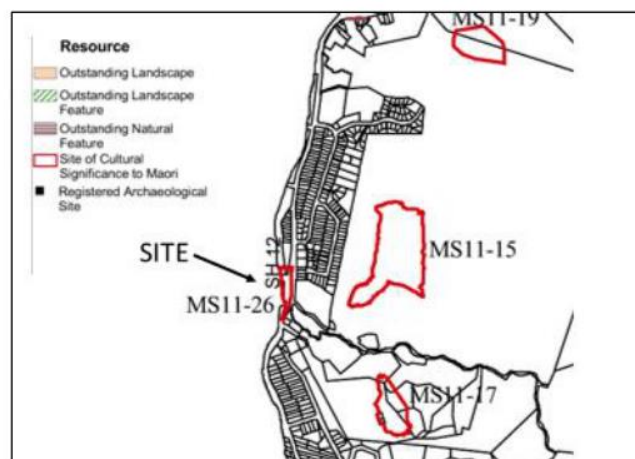 Resource
Outstanding Landscape
Outstanding Landscape
Feature
Outstanding Natural
Feature
Site of Cultural
Significance to Maori
Registered Archaeological
Site
MS11-19
SITE
SH 12
MS11-15
MS11-26
MS11-17